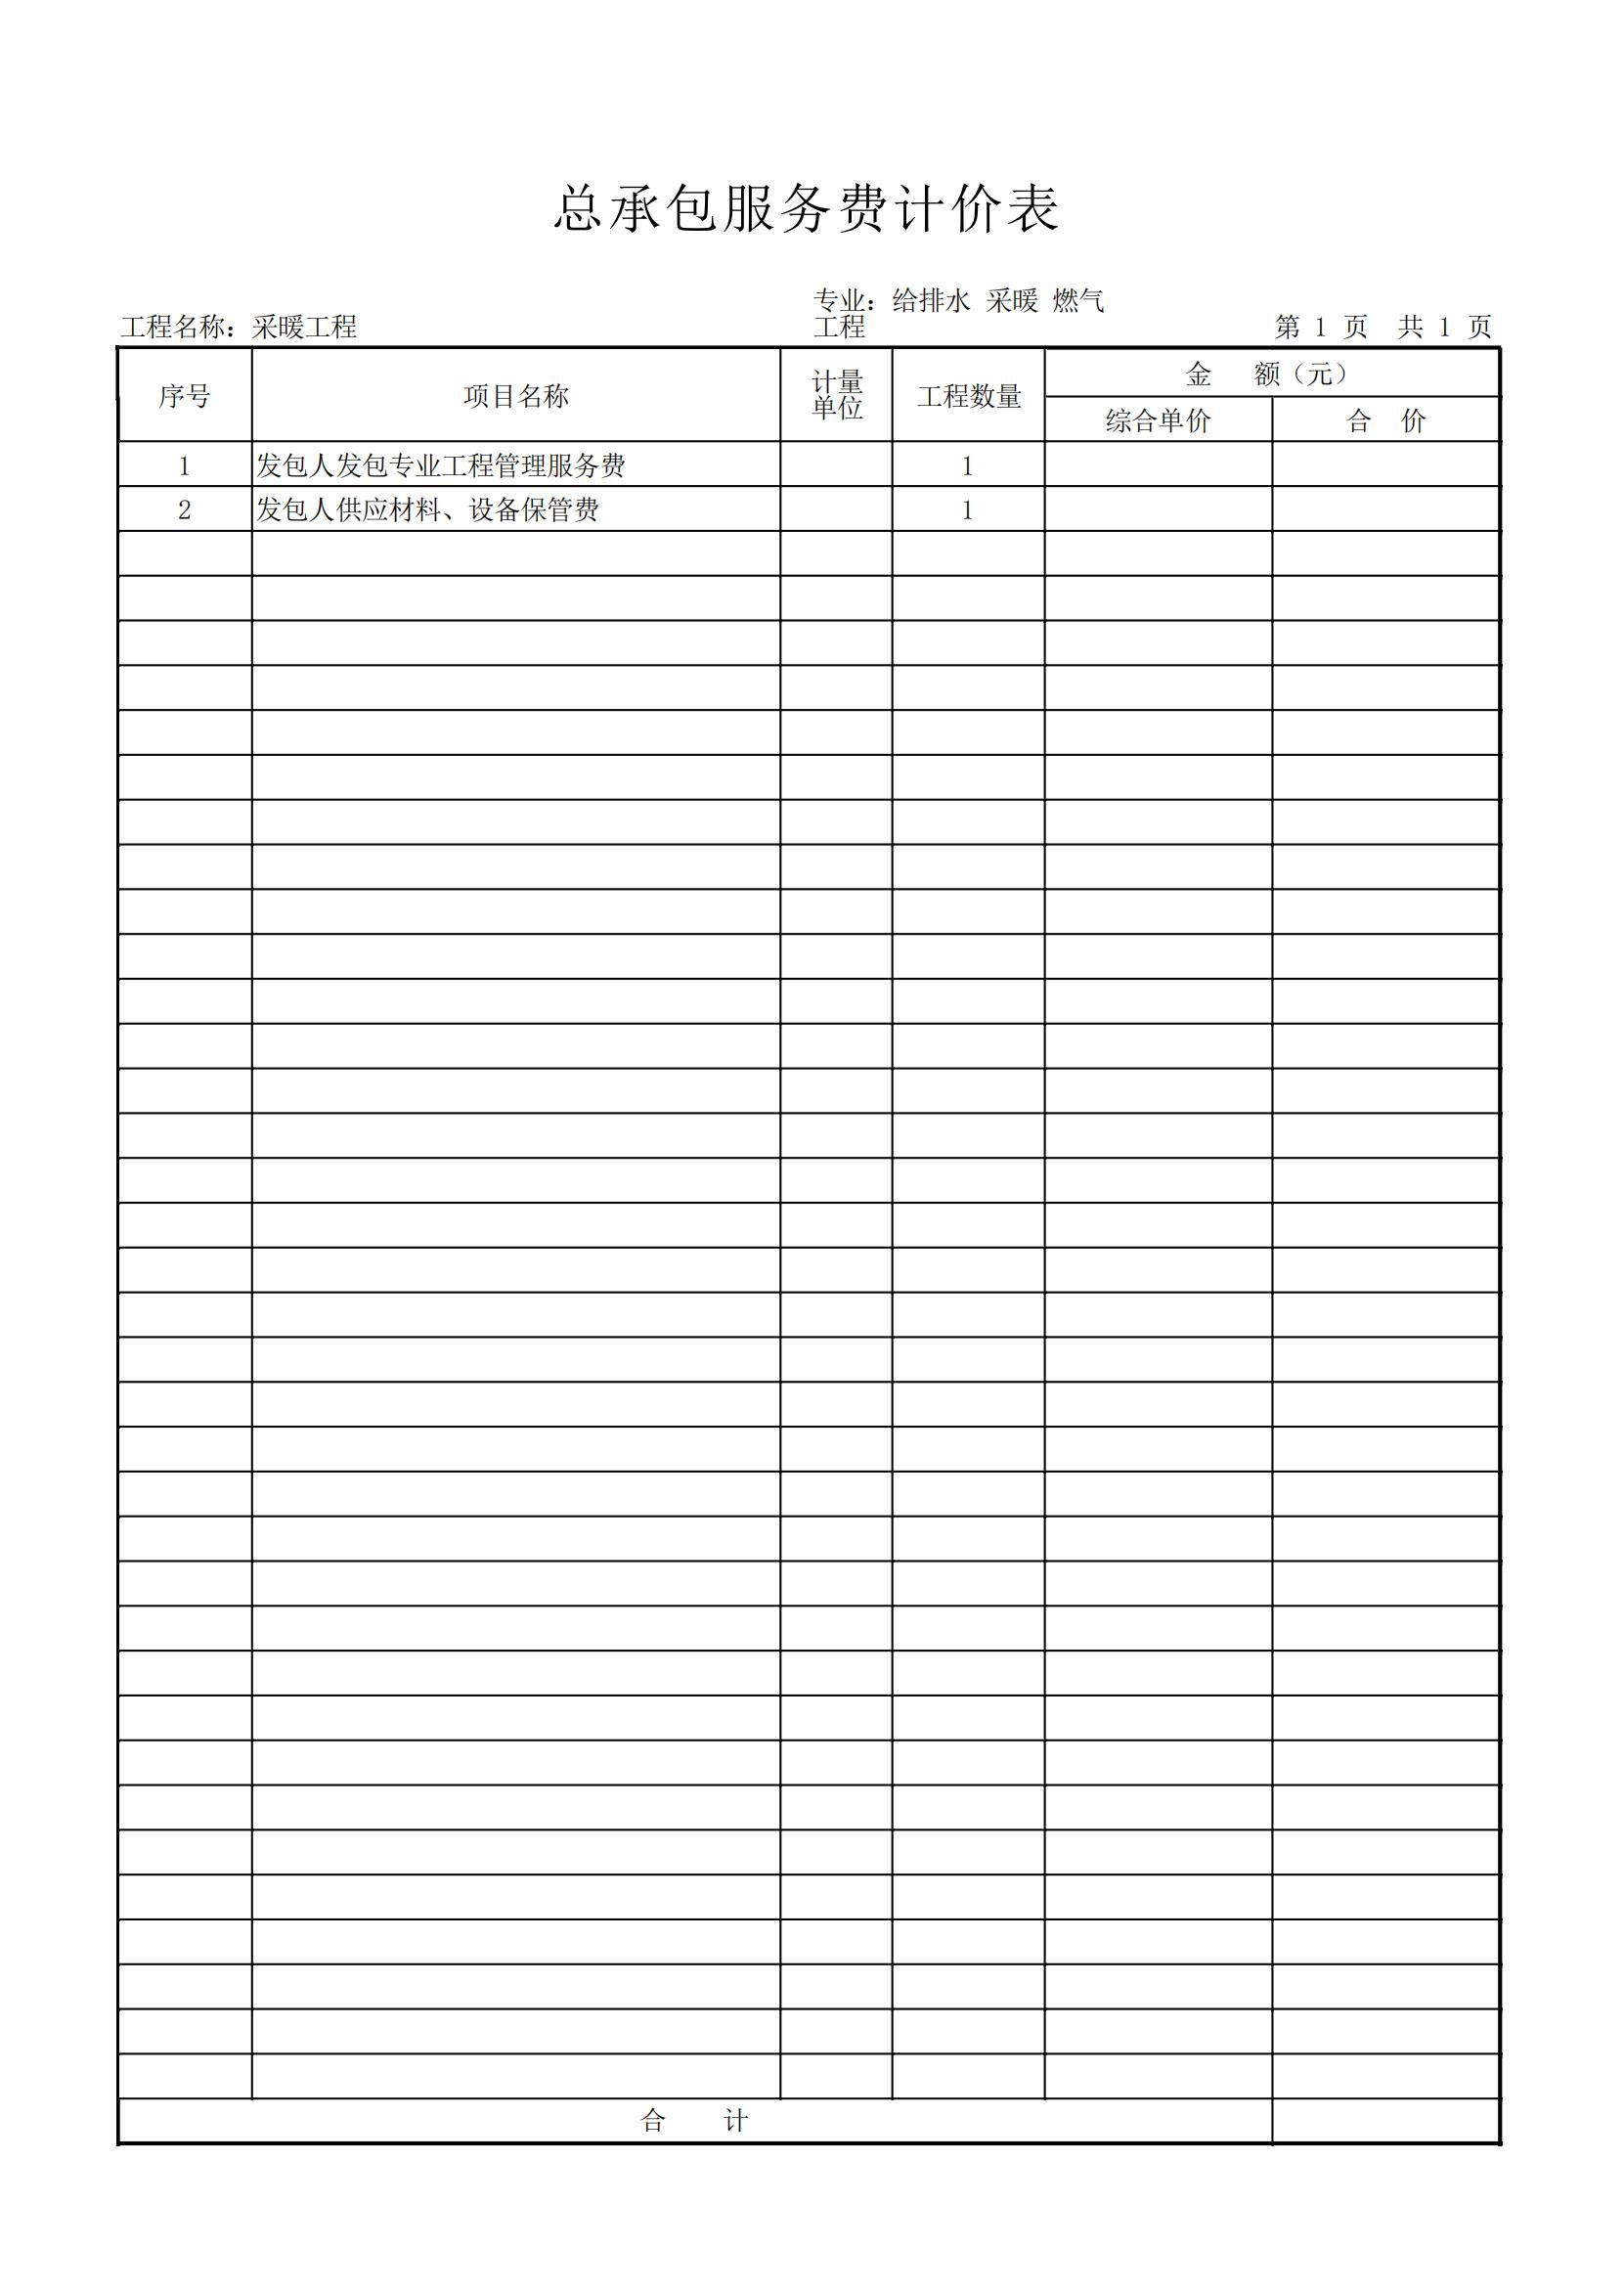 总承包服务费计价表
专业：给排水 采暖 燃气
工程名称：采暖工程 工程 第 1 页 共 1 页
序号 项目名称 计量单位 工程数量 金 额（元）
综合单价 合 价
1 发包人发包专业工程管理服务费 1
2 发包人供应材料、设备保管费 1
合 计